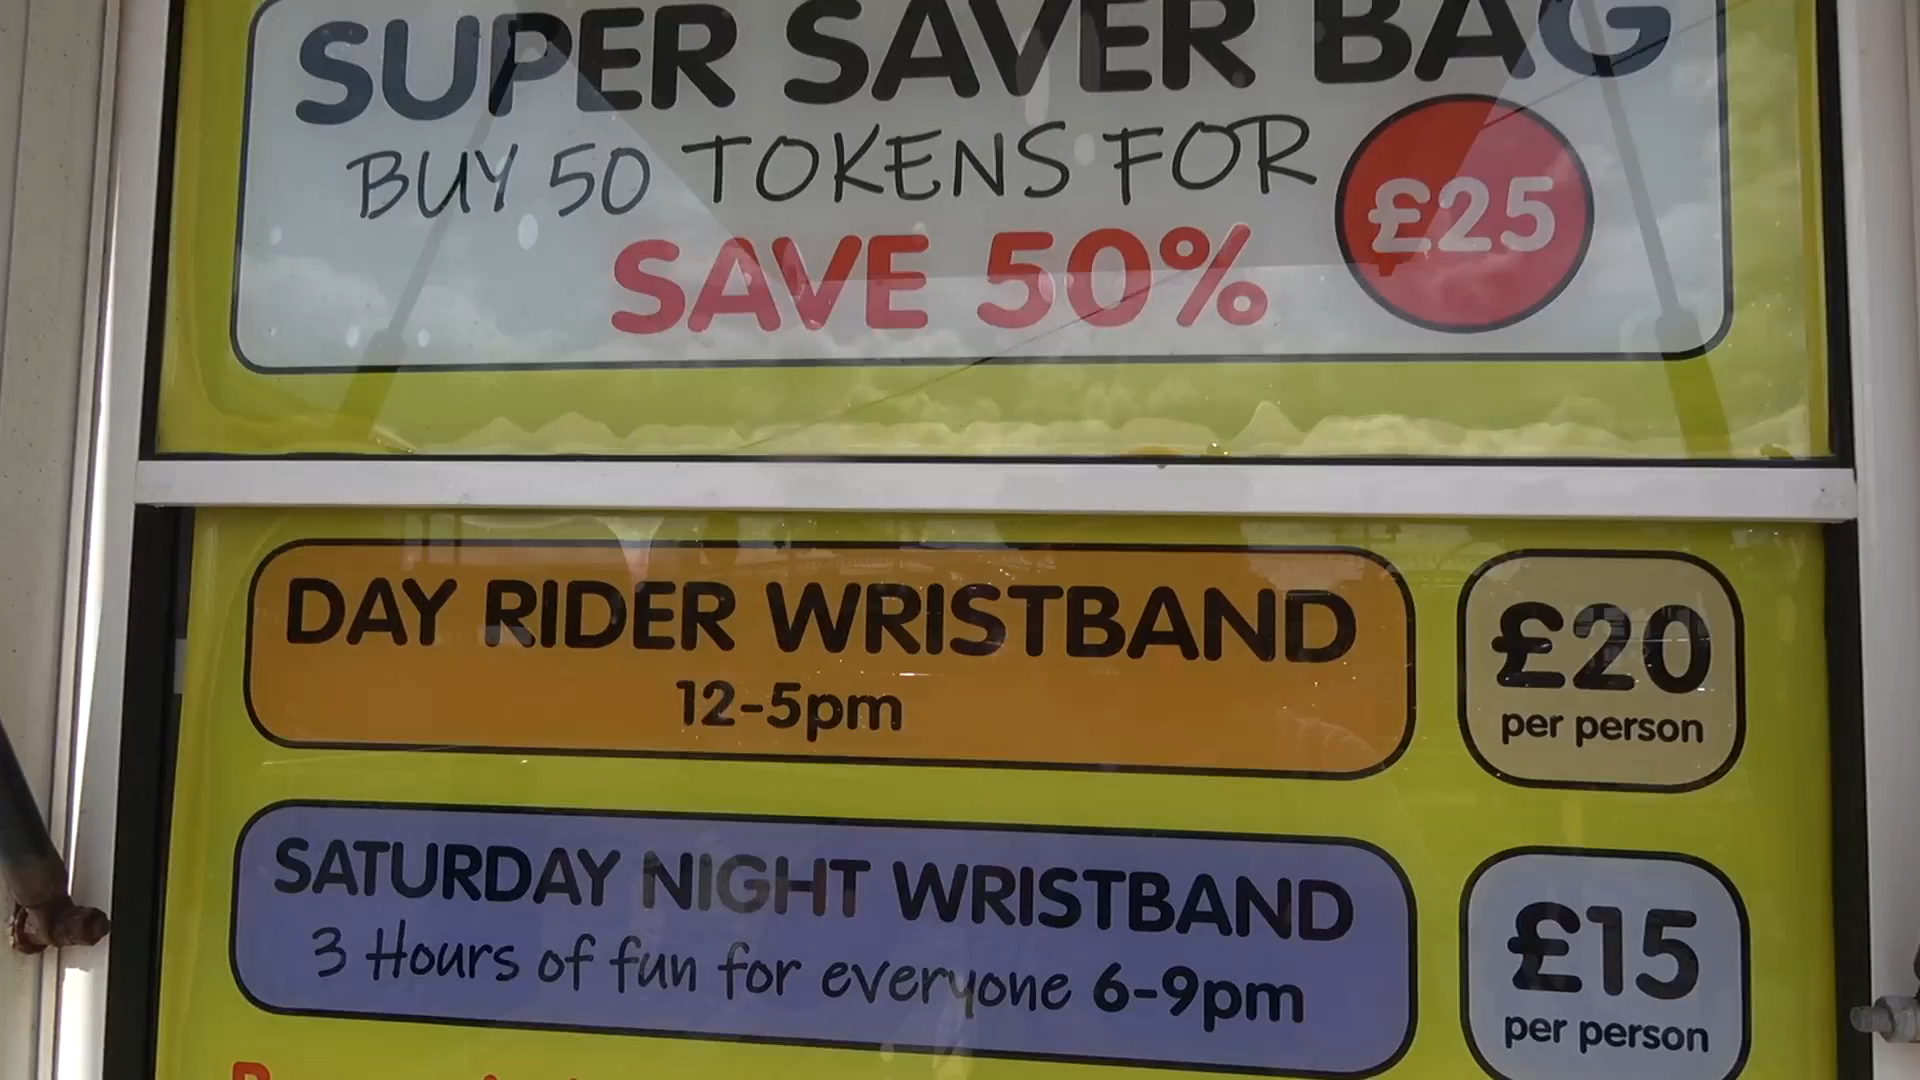 SUPER SAVER BAG
BUY 50 TOKENS FOR
£25
SAVE 50%
DAY RIDER WRISTBAND
12-5pm
£20
per person
SATURDAY NIGHT WRISTBAND
3 Hours of fun for everyone 6-9pm
£15
per person